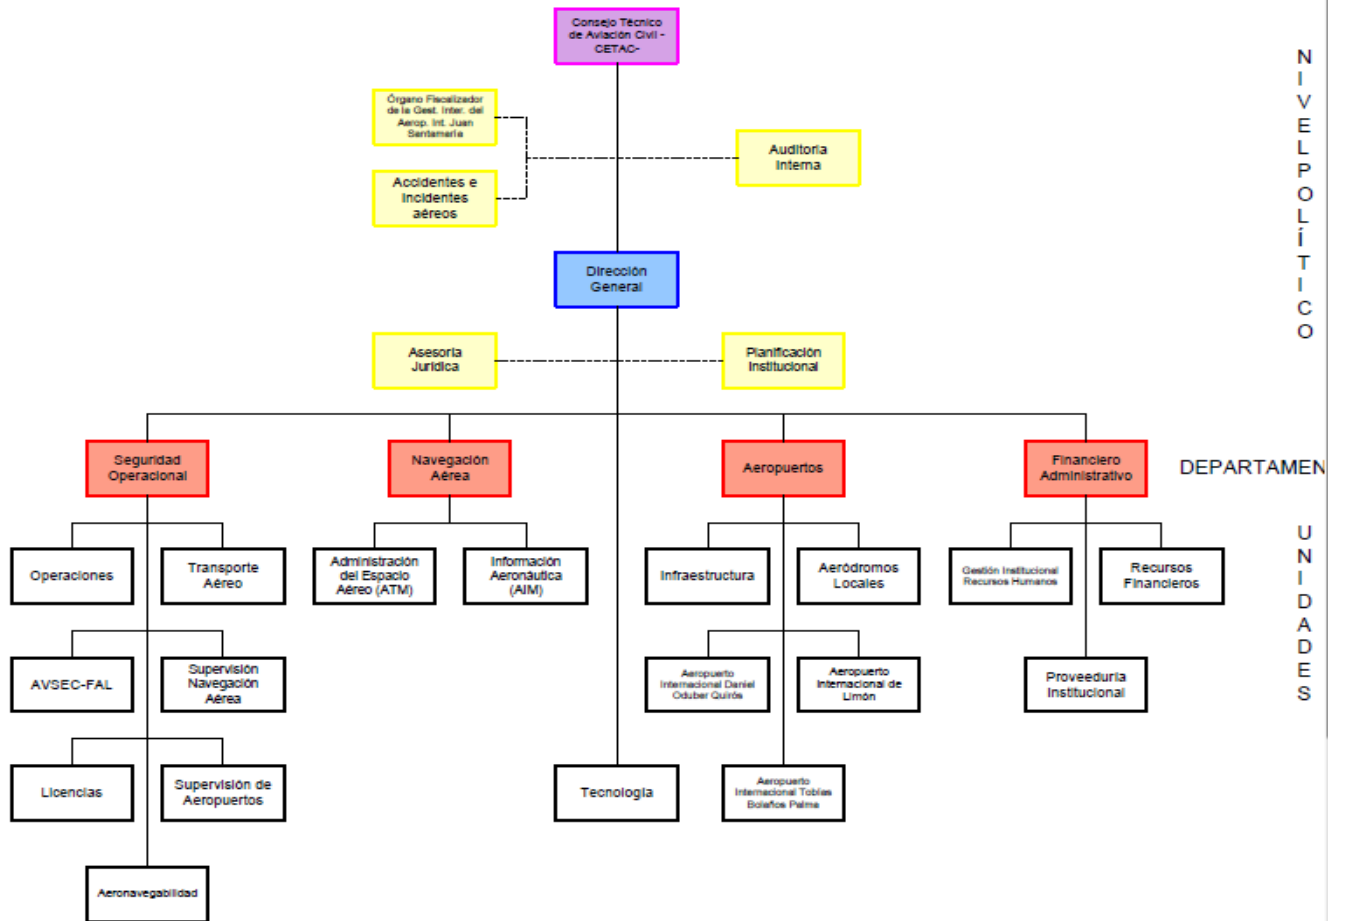 Consejo Técnico
de Aviación Civil -
CETAC-
Órgano Fiscalizador
de la Gest. Inter. del
Aerop. Int. Juan
Santamaría
Auditoría
Interna
Accidentes e
Incidentes
aéreos
Dirección
General
Asesoría
Jurídica
Planificación
Institucional
NIVEL POLÍTICO
Seguridad
Operacional
Navegación
Aérea
Aeropuertos
Financiero
Administrativo
DEPARTAMEN
Operaciones
Transporte
Aéreo
Administración
del Espacio
Aéreo (ATM)
Información
Aeronáutica
(AIM)
Infraestructura
Aeródromos
Locales
Gestión Institucional
Recursos Humanos
Recursos
Financieros
UNIDADES
AVSEC-FAL
Supervisión
Navegación
Aérea
Aeropuerto
Internacional Daniel
Oduber Quirós
Aeropuerto
Internacional de
Limón
Proveeduría
Institucional
Licencias
Supervisión de
Aeropuertos
Tecnología
Aeropuerto
Internacional Tobías
Bolaños Palma
Aeronavegabilidad